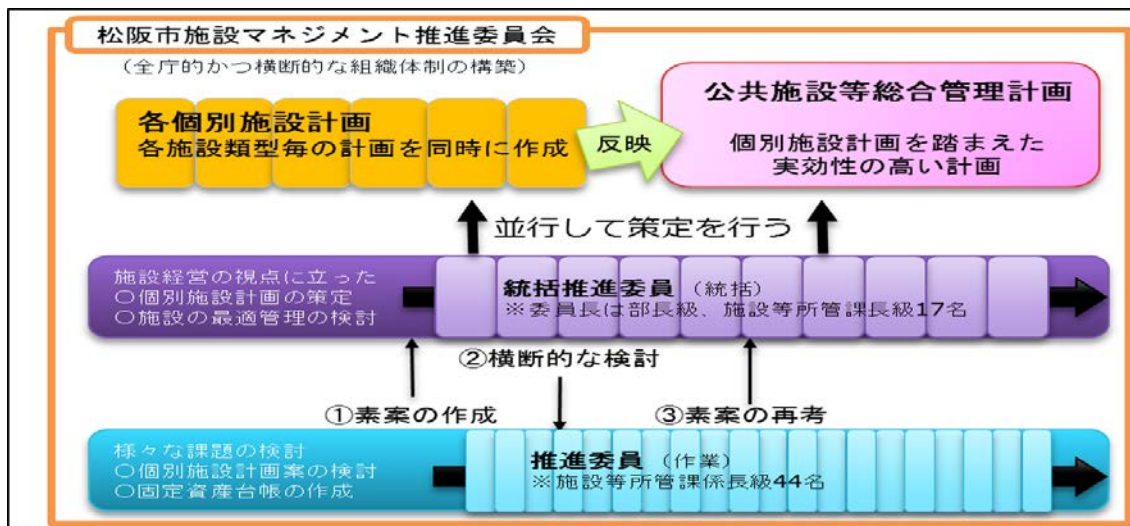 松阪市施設マネジメント推進委員会
(全庁的かつ横断的な組織体制の構築)
各個別施設計画
各施設類型毎の計画を同時に作成
反映
公共施設等総合管理計画
個別施設計画を踏まえた
実効性の高い計画
並行して策定を行う
施設経営の視点に立った
○個別施設計画の策定
○施設の最適管理の検討
統括推進委員(統括)
※委員長は部長級、施設等所管課長級17名
②横断的な検討
①素案の作成
③素案の再考
様々な課題の検討
○個別施設計画案の検討
○固定資産台帳の作成
推進委員(作業)
※施設等所管課係長級44名